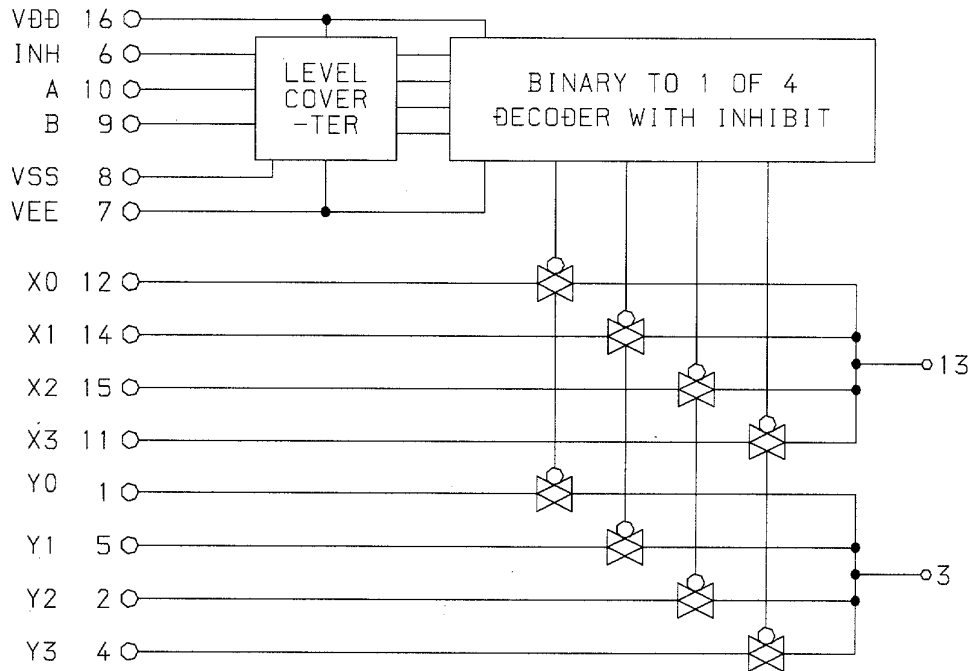 VDD 16
INH 6
A 10
B 9
VSS 8
VEE 7
LEVEL
COVER
-TER
BINARY TO 1 OF 4
DECODER WITH INHIBIT
X0 12
X1 14
X2 15
X3 11
Y0 1
Y1 5
Y2 2
Y3 4
13
3